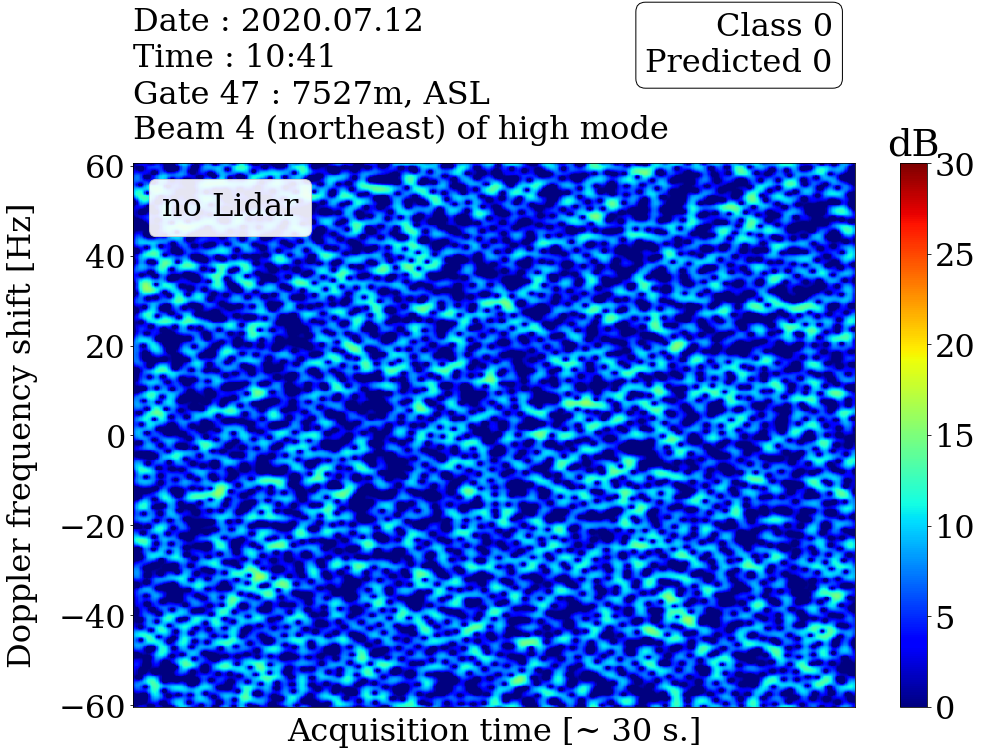 Date : 2020.07.12
Time : 10:41
Gate 47 : 7527m, ASL
Beam 4 (northeast) of high mode
Class 0
Predicted 0
dB
no Lidar
Doppler frequency shift [Hz]
60
40
20
0
−20
−40
−60
Acquisition time [~ 30 s.]
30
25
20
15
10
5
0